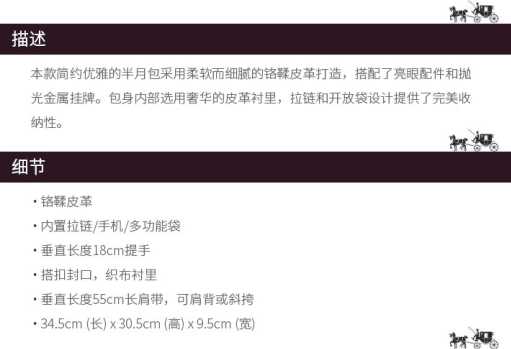 描述
本款简约优雅的半月包采用柔软而细腻的铬鞣皮革打造，搭配了亮眼配件和抛
光金属挂牌。包身内部选用奢华的皮革衬里，拉链和开放袋设计提供了完美收
纳性。
细节
• 铬鞣皮革
• 内置拉链/手机/多功能袋
• 垂直长度18cm提手
• 搭扣封口，织布衬里
• 垂直长度55cm长肩带，可肩背或斜挎
• 34.5cm (长) x 30.5cm (高) x 9.5cm (宽)